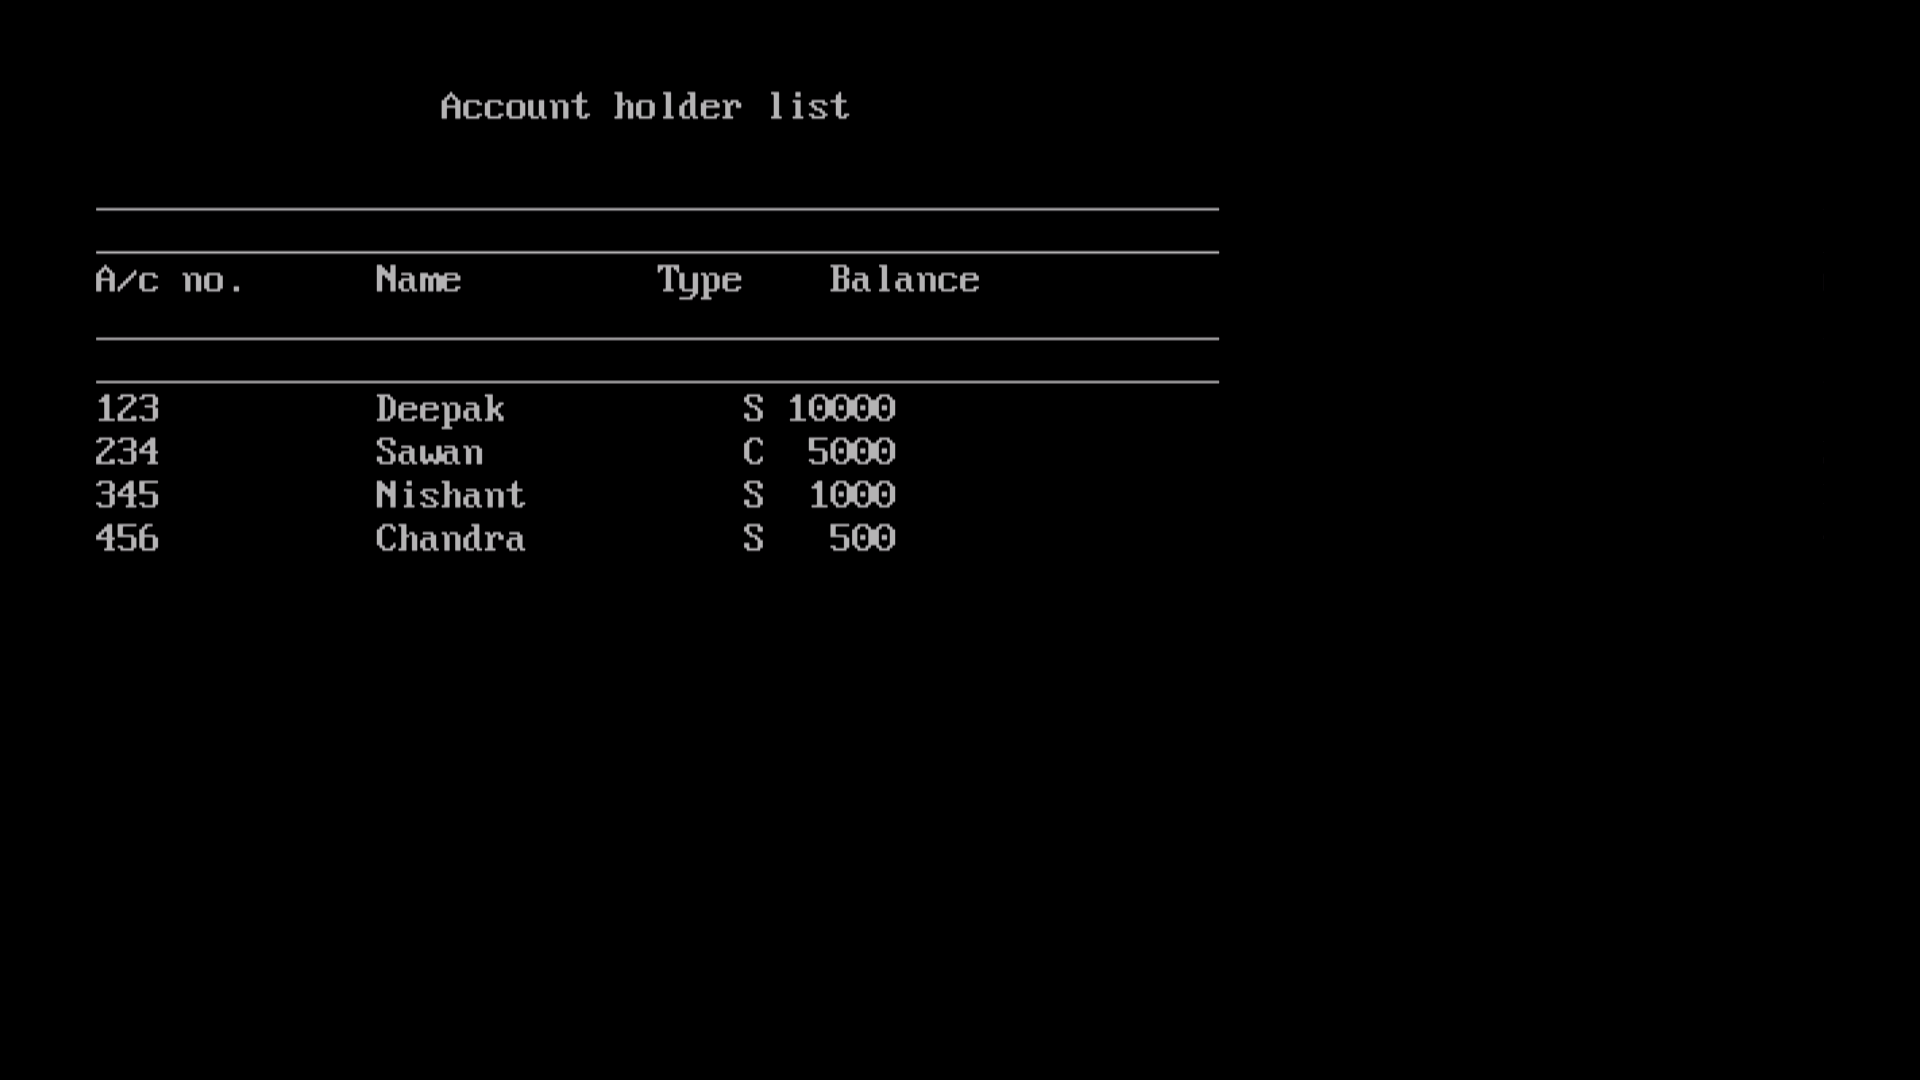 Account holder list
A/c no. Name Type Balance
123 Deepak S 10000
234 Sawan C 5000
345 Nishant S 1000
456 Chandra S 500